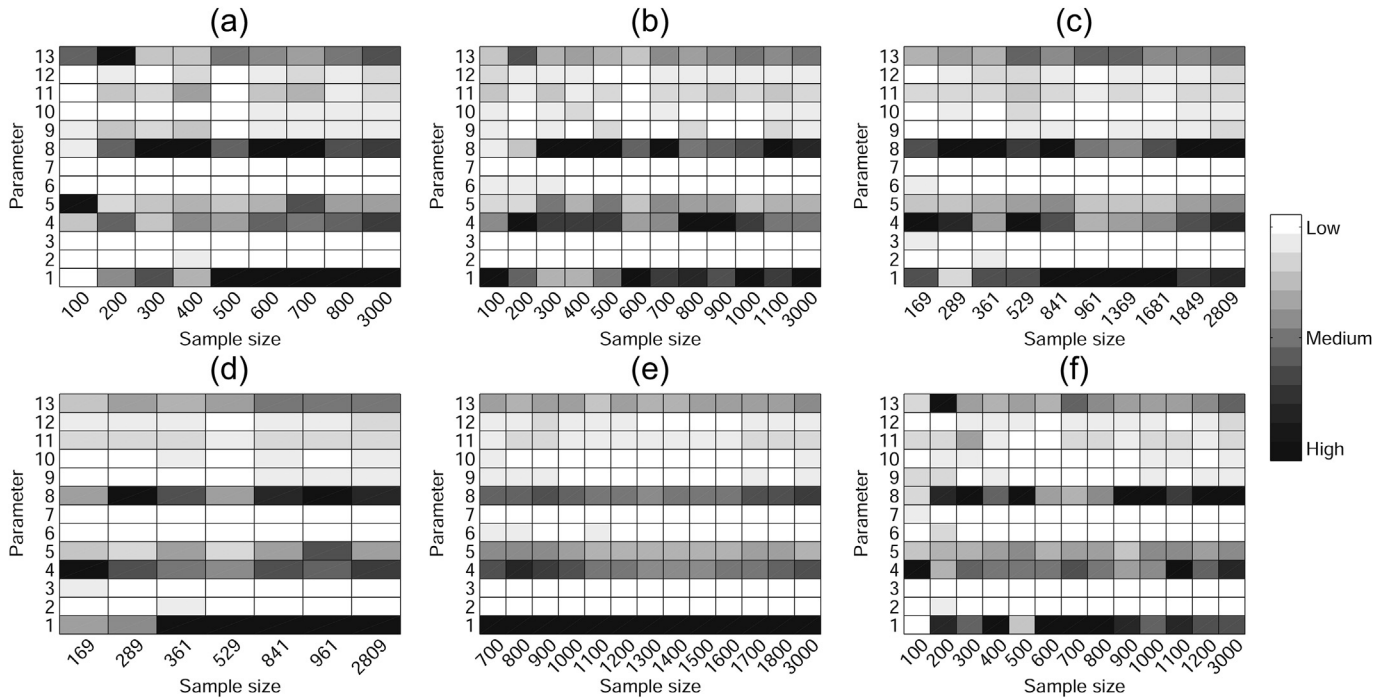 (a) (b) (c)
13 13 13
12 12 12
11 11 11
10 10 10
9 9 9
8 8 8
7 7 7
6 6 6
5 5 5
4 4 4
3 3 3
2 2 2
1 1 1
Parameter Parameter Parameter
100 200 300 400 500 600 700 800 3000
100 200 300 400 500 600 700 800 900 1000 1100 3000
169 289 361 529 841 961 1369 1681 1849 2809
Sample size Sample size Sample size
Low
Medium
High
(d) (e) (f)
13 13 13
12 12 12
11 11 11
10 10 10
9 9 9
8 8 8
7 7 7
6 6 6
5 5 5
4 4 4
3 3 3
2 2 2
1 1 1
Parameter Parameter Parameter
169 289 361 529 841 961 2809
700 800 900 1000 1100 1200 1300 1400 1500 1600 1700 1800 3000
100 200 300 400 500 600 700 800 900 1000 1100 1200 3000
Sample size Sample size Sample size